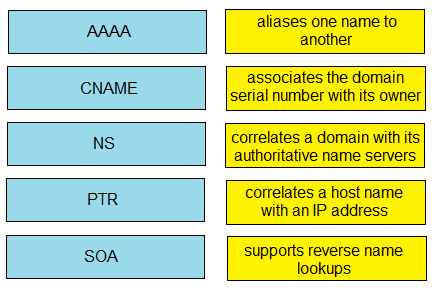 AAAA
aliases one name to
another
CNAME
associates the domain
serial number with its owner
NS
correlates a domain with its
authoritative name servers
PTR
correlates a host name
with an IP address
SOA
supports reverse name
lookups